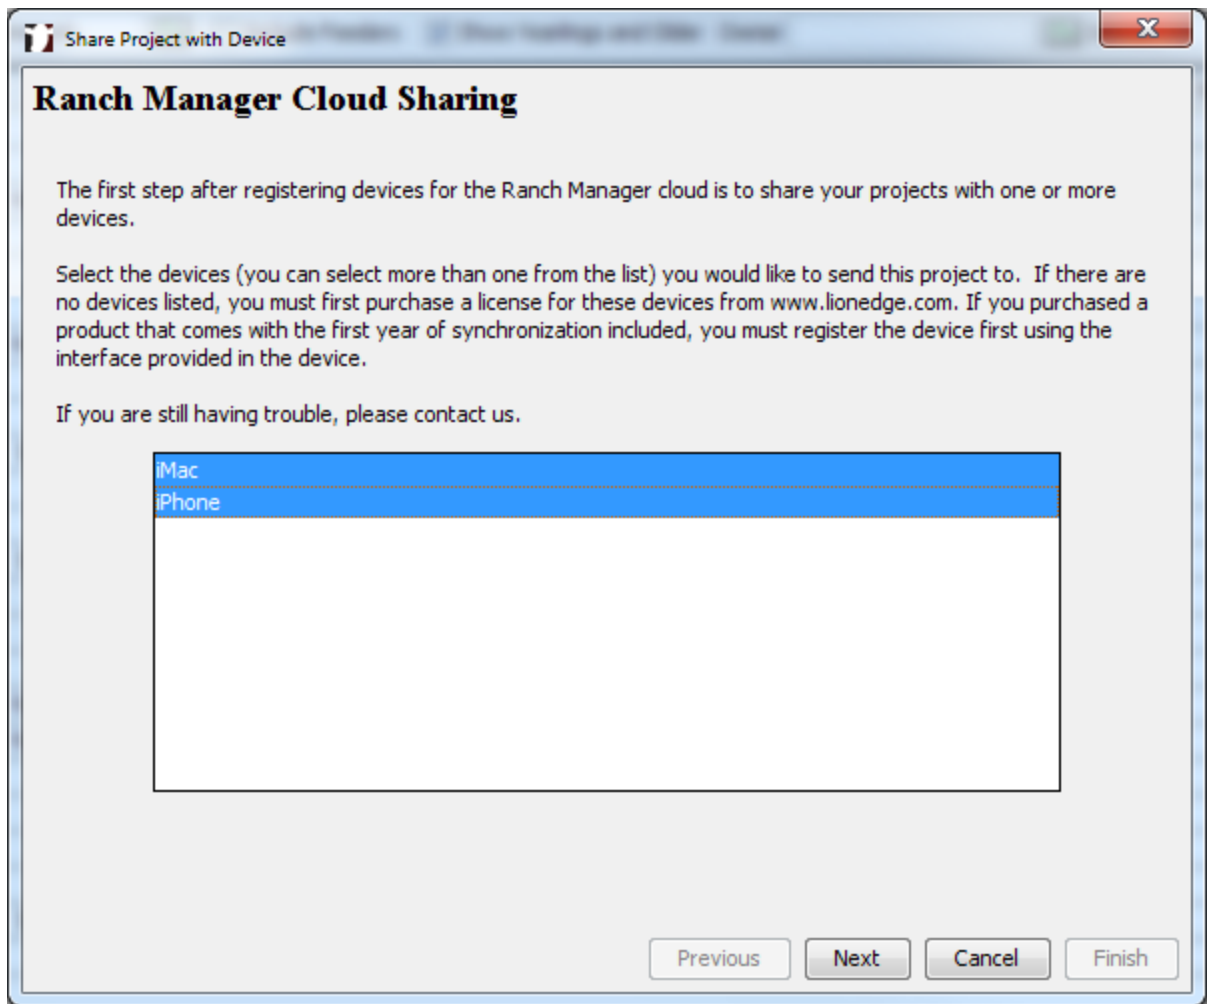 Share Project with Device
Ranch Manager Cloud Sharing
The first step after registering devices for the Ranch Manager cloud is to share your projects with one or more
devices.
Select the devices (you can select more than one from the list) you would like to send this project to.  If there are
no devices listed, you must first purchase a license for these devices from www.lionedge.com. If you purchased a
product that comes with the first year of synchronization included, you must register the device first using the
interface provided in the device.
If you are still having trouble, please contact us.
iMac
iPhone
Previous Next Cancel Finish